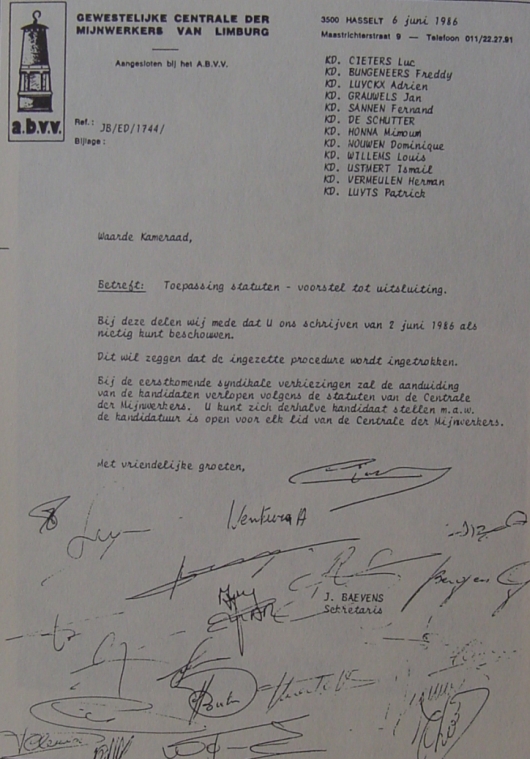 GEWESTELIJKE CENTRALE DER
MIJNWERKERS VAN LIMBURG
Aangesloten bij het A.B.V.V.
a.b.v.v.
Ref.: JB/ED/1744/
Bijlage:
3500 HASSELT 6 juni 1986
Maastrichterstraat 9 — Telefoon 011/22.27.91
KD. CIETERS Luc
KD. BUNGENEERS Freddy
KD. LUYCKX Adrien
KD. GRAUWELS Jan
KD. SANNEN Fernand
KD. DE SCHUTTER
KD. HONNA Mimoun
KD. HOUWEN Dominique
KD. WILLEMS Louis
KD. USTMERT Ismail
KD. VERMEULEN Herman
KD. LUYTS Patrick
Waarde Kameraad,
Betreft: Toepassing statuten - voorstel tot uitsluiting.
Bij deze delen wij mede dat U ons schrijven van 2 juni 1986 als
nietig kunt beschouwen.
Dit wil zeggen dat de ingezette procedure wordt ingetrokken.
Bij de eerstkomende syndikale verkiezingen zal de aanduiding
van de kandidaten verlopen volgens de statuten van de Centrale
der Mijnwerkers. U kunt zich derhalve kandidaat stellen m.a.w.
de kandidatuur is open voor elk lid van de Centrale der Mijnwerkers.
Met vriendelijke groeten,
Ventura A
J. BAEVENS
Sekretaris